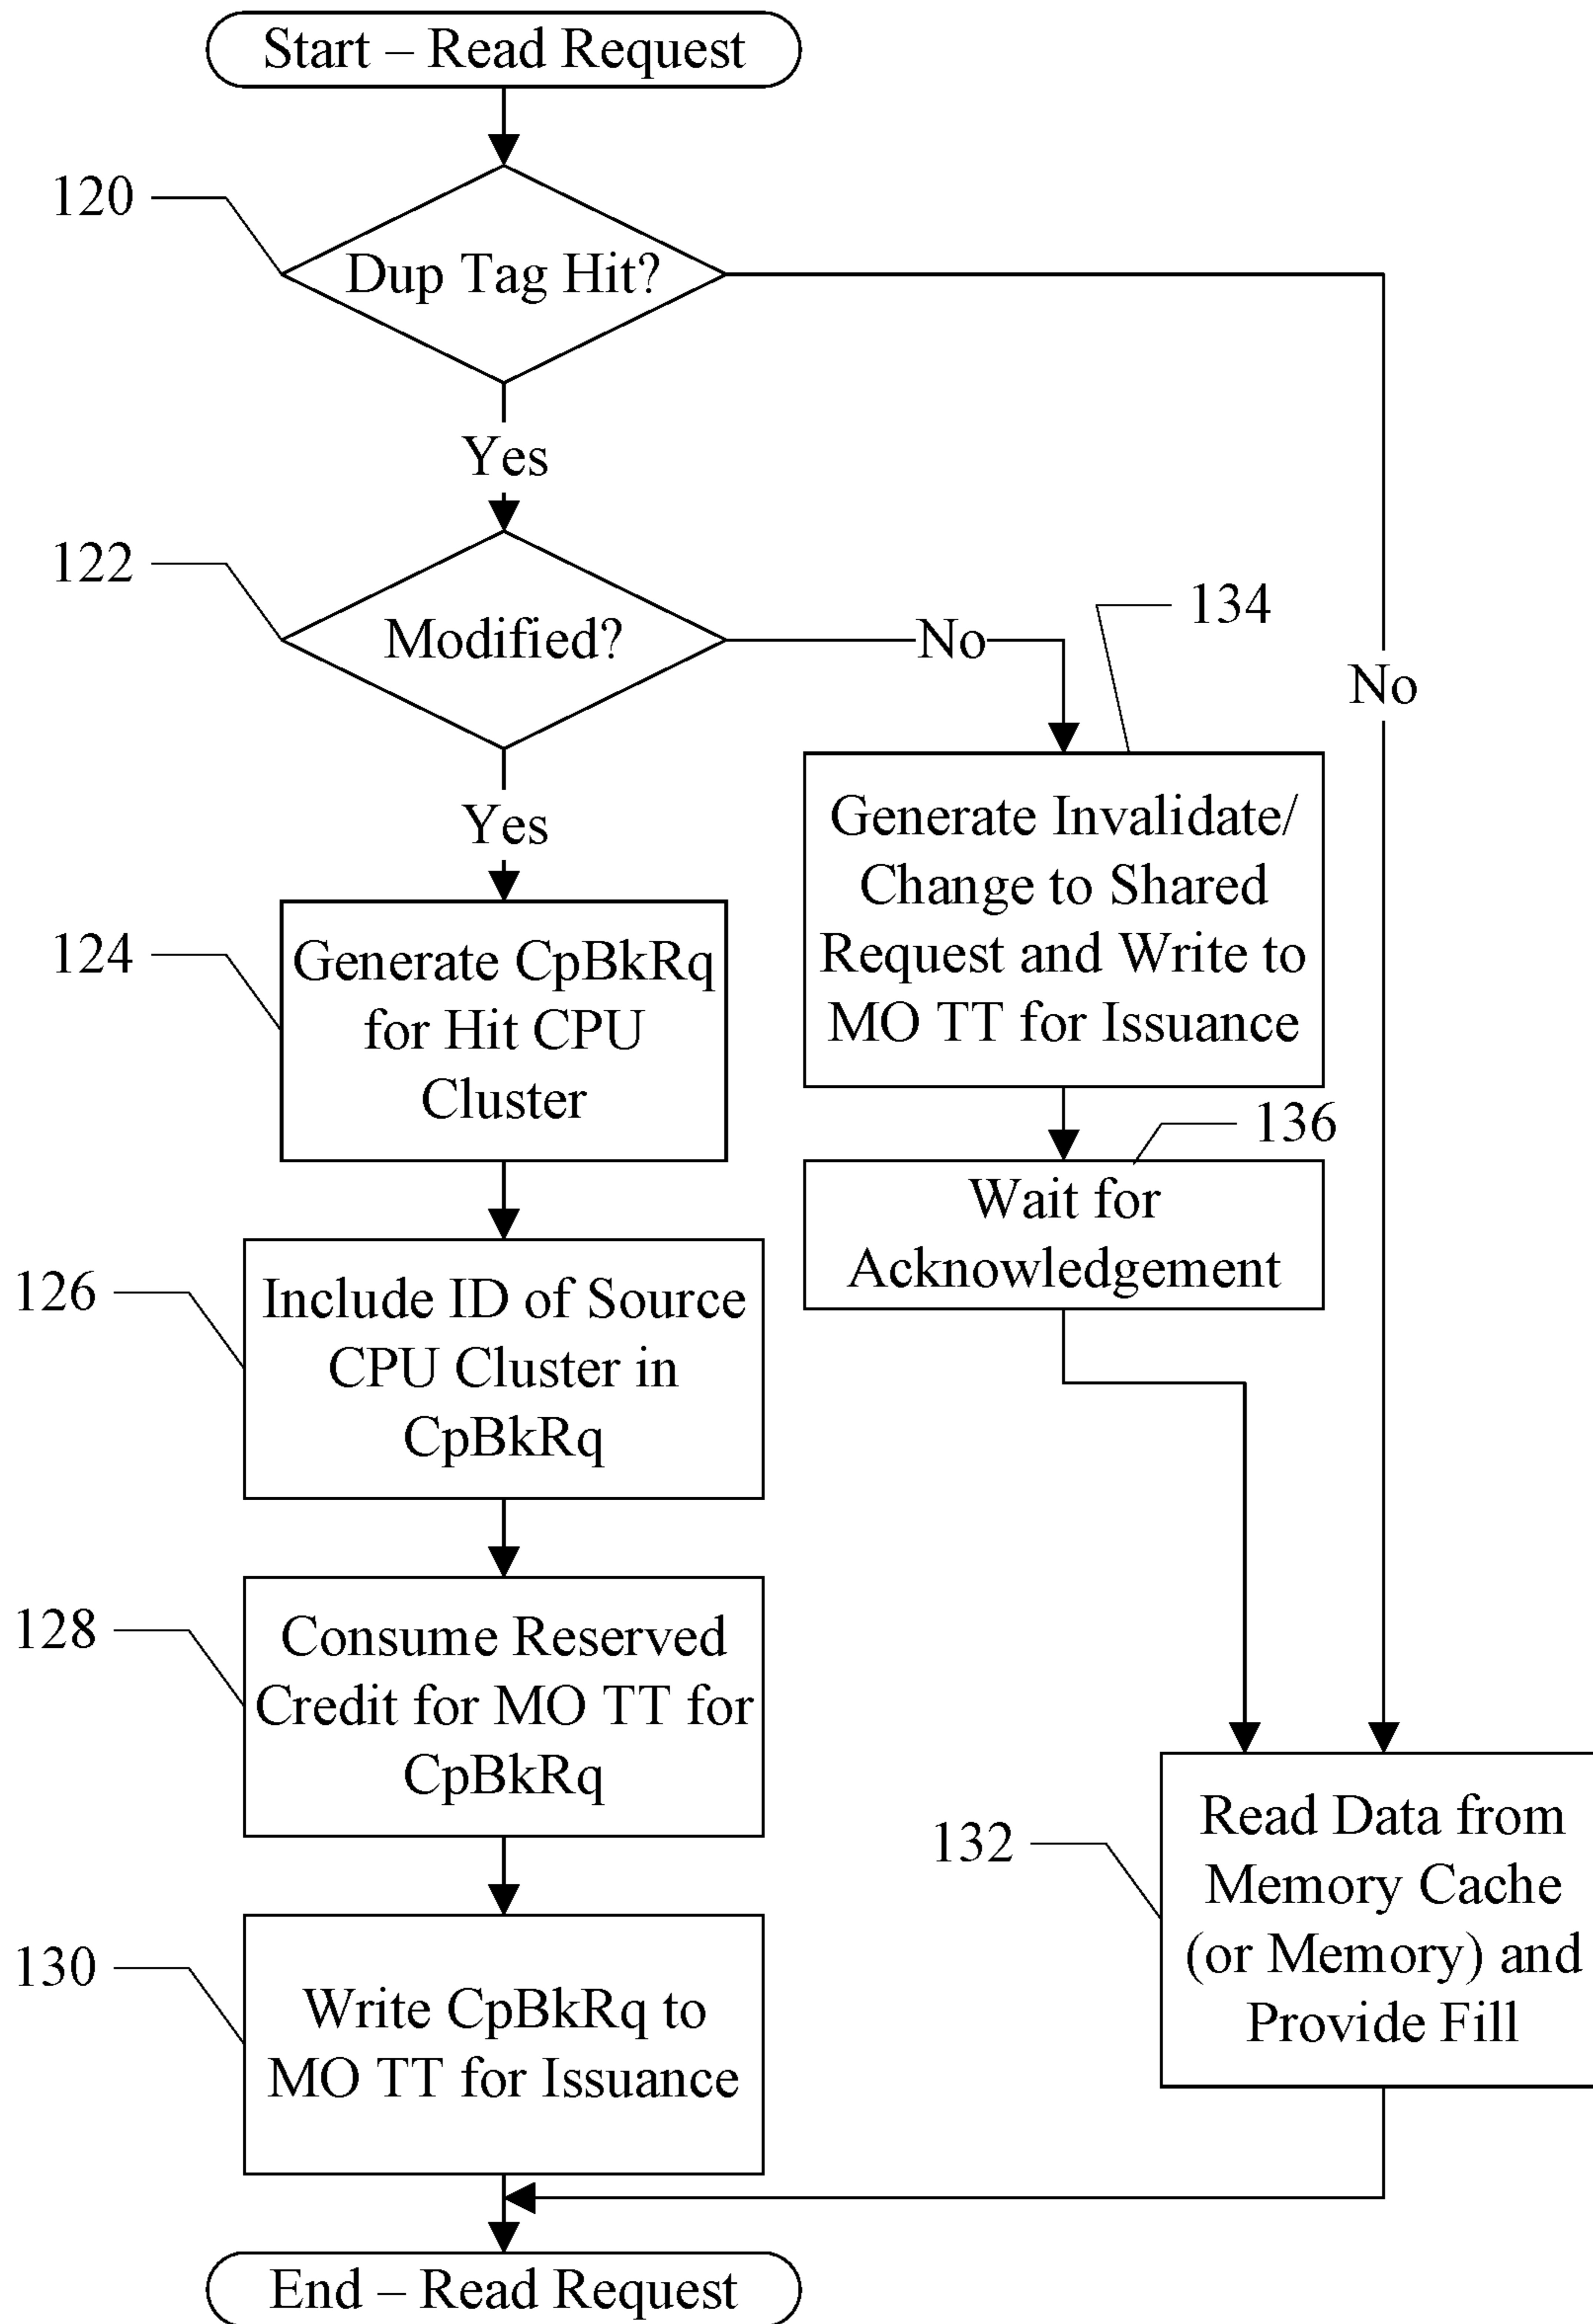 Start – Read Request
120
Dup Tag Hit?
Yes
No
122
Modified?
No
134
Yes
Generate Invalidate/
Change to Shared
Request and Write to
MO TT for Issuance
124
Generate CpBkRq
for Hit CPU
Cluster
136
Wait for
Acknowledgement
126
Include ID of Source
CPU Cluster in
CpBkRq
128
Consume Reserved
Credit for MO TT for
CpBkRq
132
Read Data from
Memory Cache
(or Memory) and
Provide Fill
130
Write CpBkRq to
MO TT for Issuance
End – Read Request